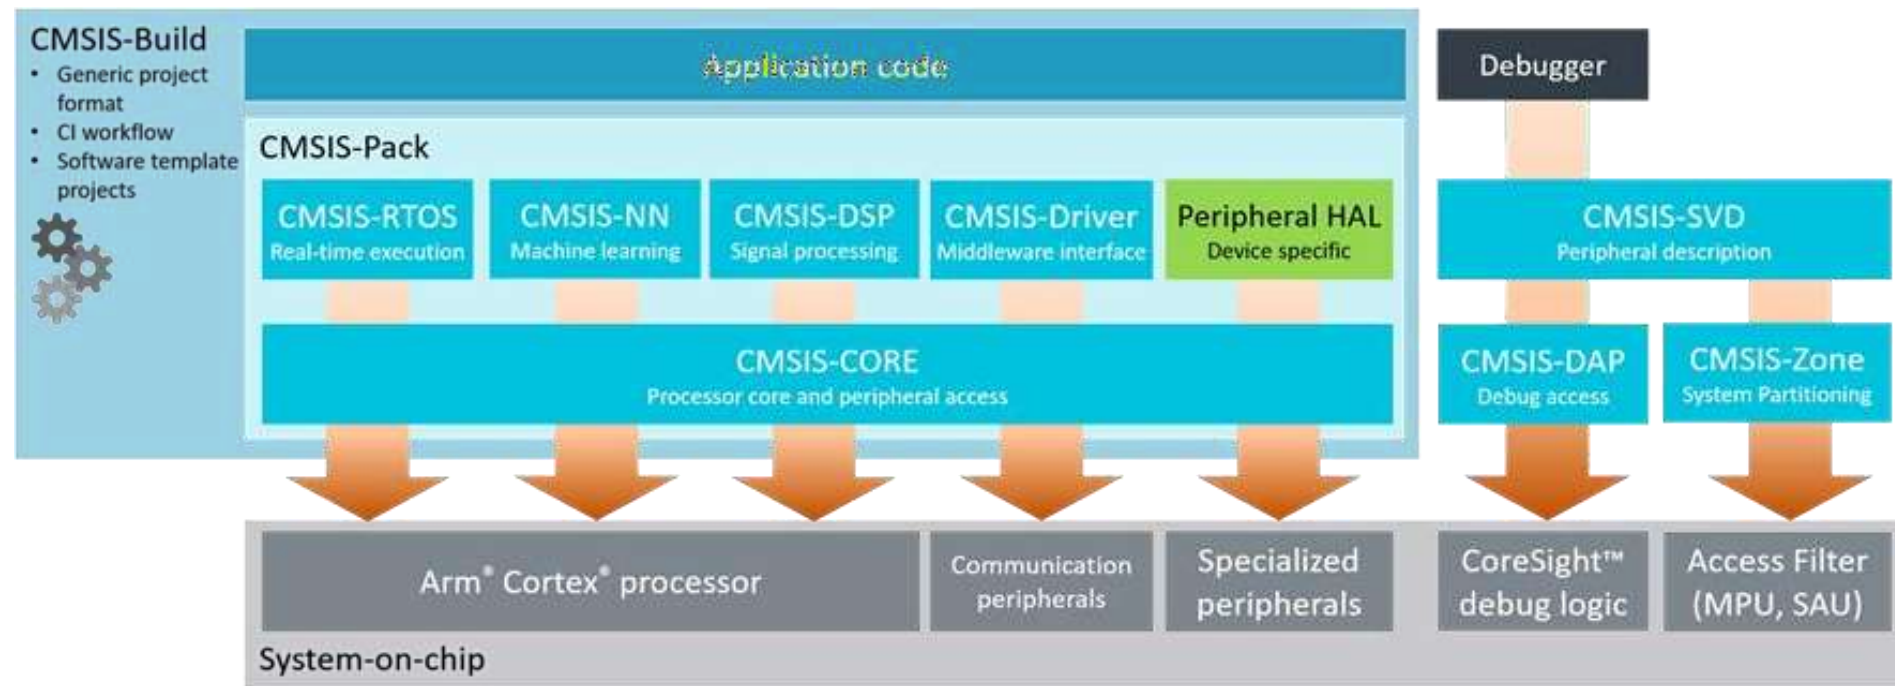 CMSIS-Build
• Generic project
format
• CI workflow
• Software template
projects
Application code
Debugger
CMSIS-Pack
CMSIS-RTOS
Real-time execution
CMSIS-NN
Machine learning
CMSIS-DSP
Signal processing
CMSIS-Driver
Middleware interface
Peripheral HAL
Device specific
CMSIS-SVD
Peripheral description
CMSIS-CORE
Processor core and peripheral access
CMSIS-DAP
Debug access
CMSIS-Zone
System Partitioning
Arm® Cortex® processor
Communication
peripherals
Specialized
peripherals
CoreSight™
debug logic
Access Filter
(MPU, SAU)
System-on-chip